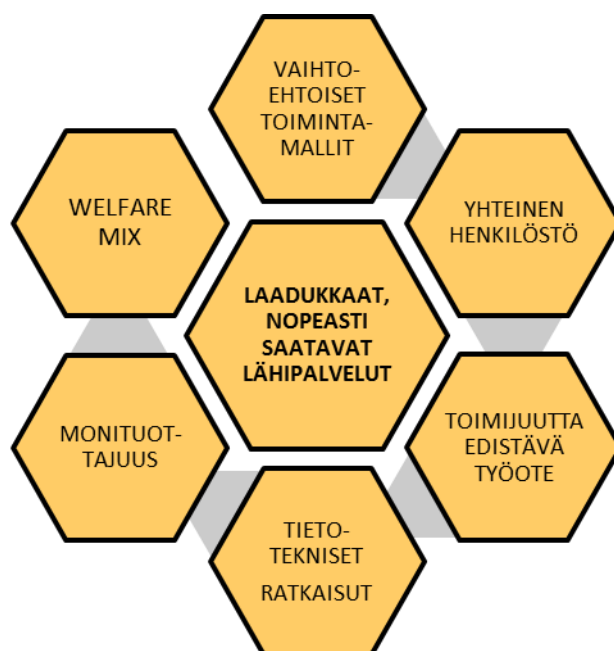 VAIHTO-
EHTOISET
TOIMINTA-
MALLIT
YHTEINEN
HENKILÖSTÖ
TOIMIJUUTTA
EDISTÄVÄ
TYÖOTE
TIETO-
TEKNISET
RATKAISUT
MONITUOT-
TAJUUS
WELFARE
MIX
LAADUKKAAT,
NOPEASTI
SAATAVAT
LÄHIPALVELUT